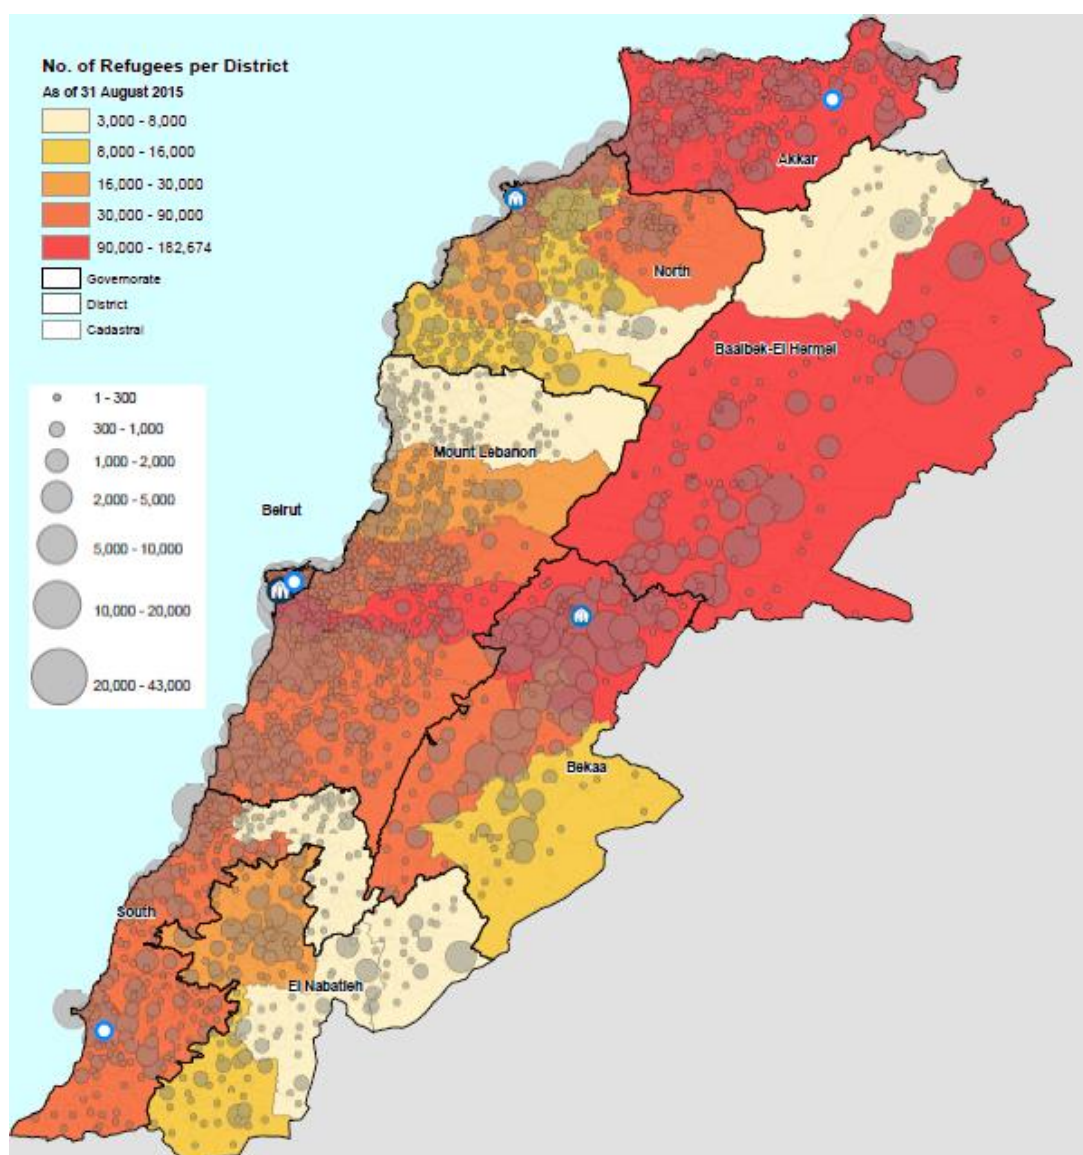 No. of Refugees per District
As of 31 August 2015
3,000 - 8,000
8,000 - 16,000
16,000 - 30,000
30,000 - 90,000
90,000 - 182,674
Governorate
District
Cadastral
1 - 300
300 - 1,000
1,000 - 2,000
2,000 - 5,000
5,000 - 10,000
10,000 - 20,000
20,000 - 43,000
Akkar
North
Baalbek-El Hermel
Mount Lebanon
Beirut
Bekaa
South
El Nabatieh